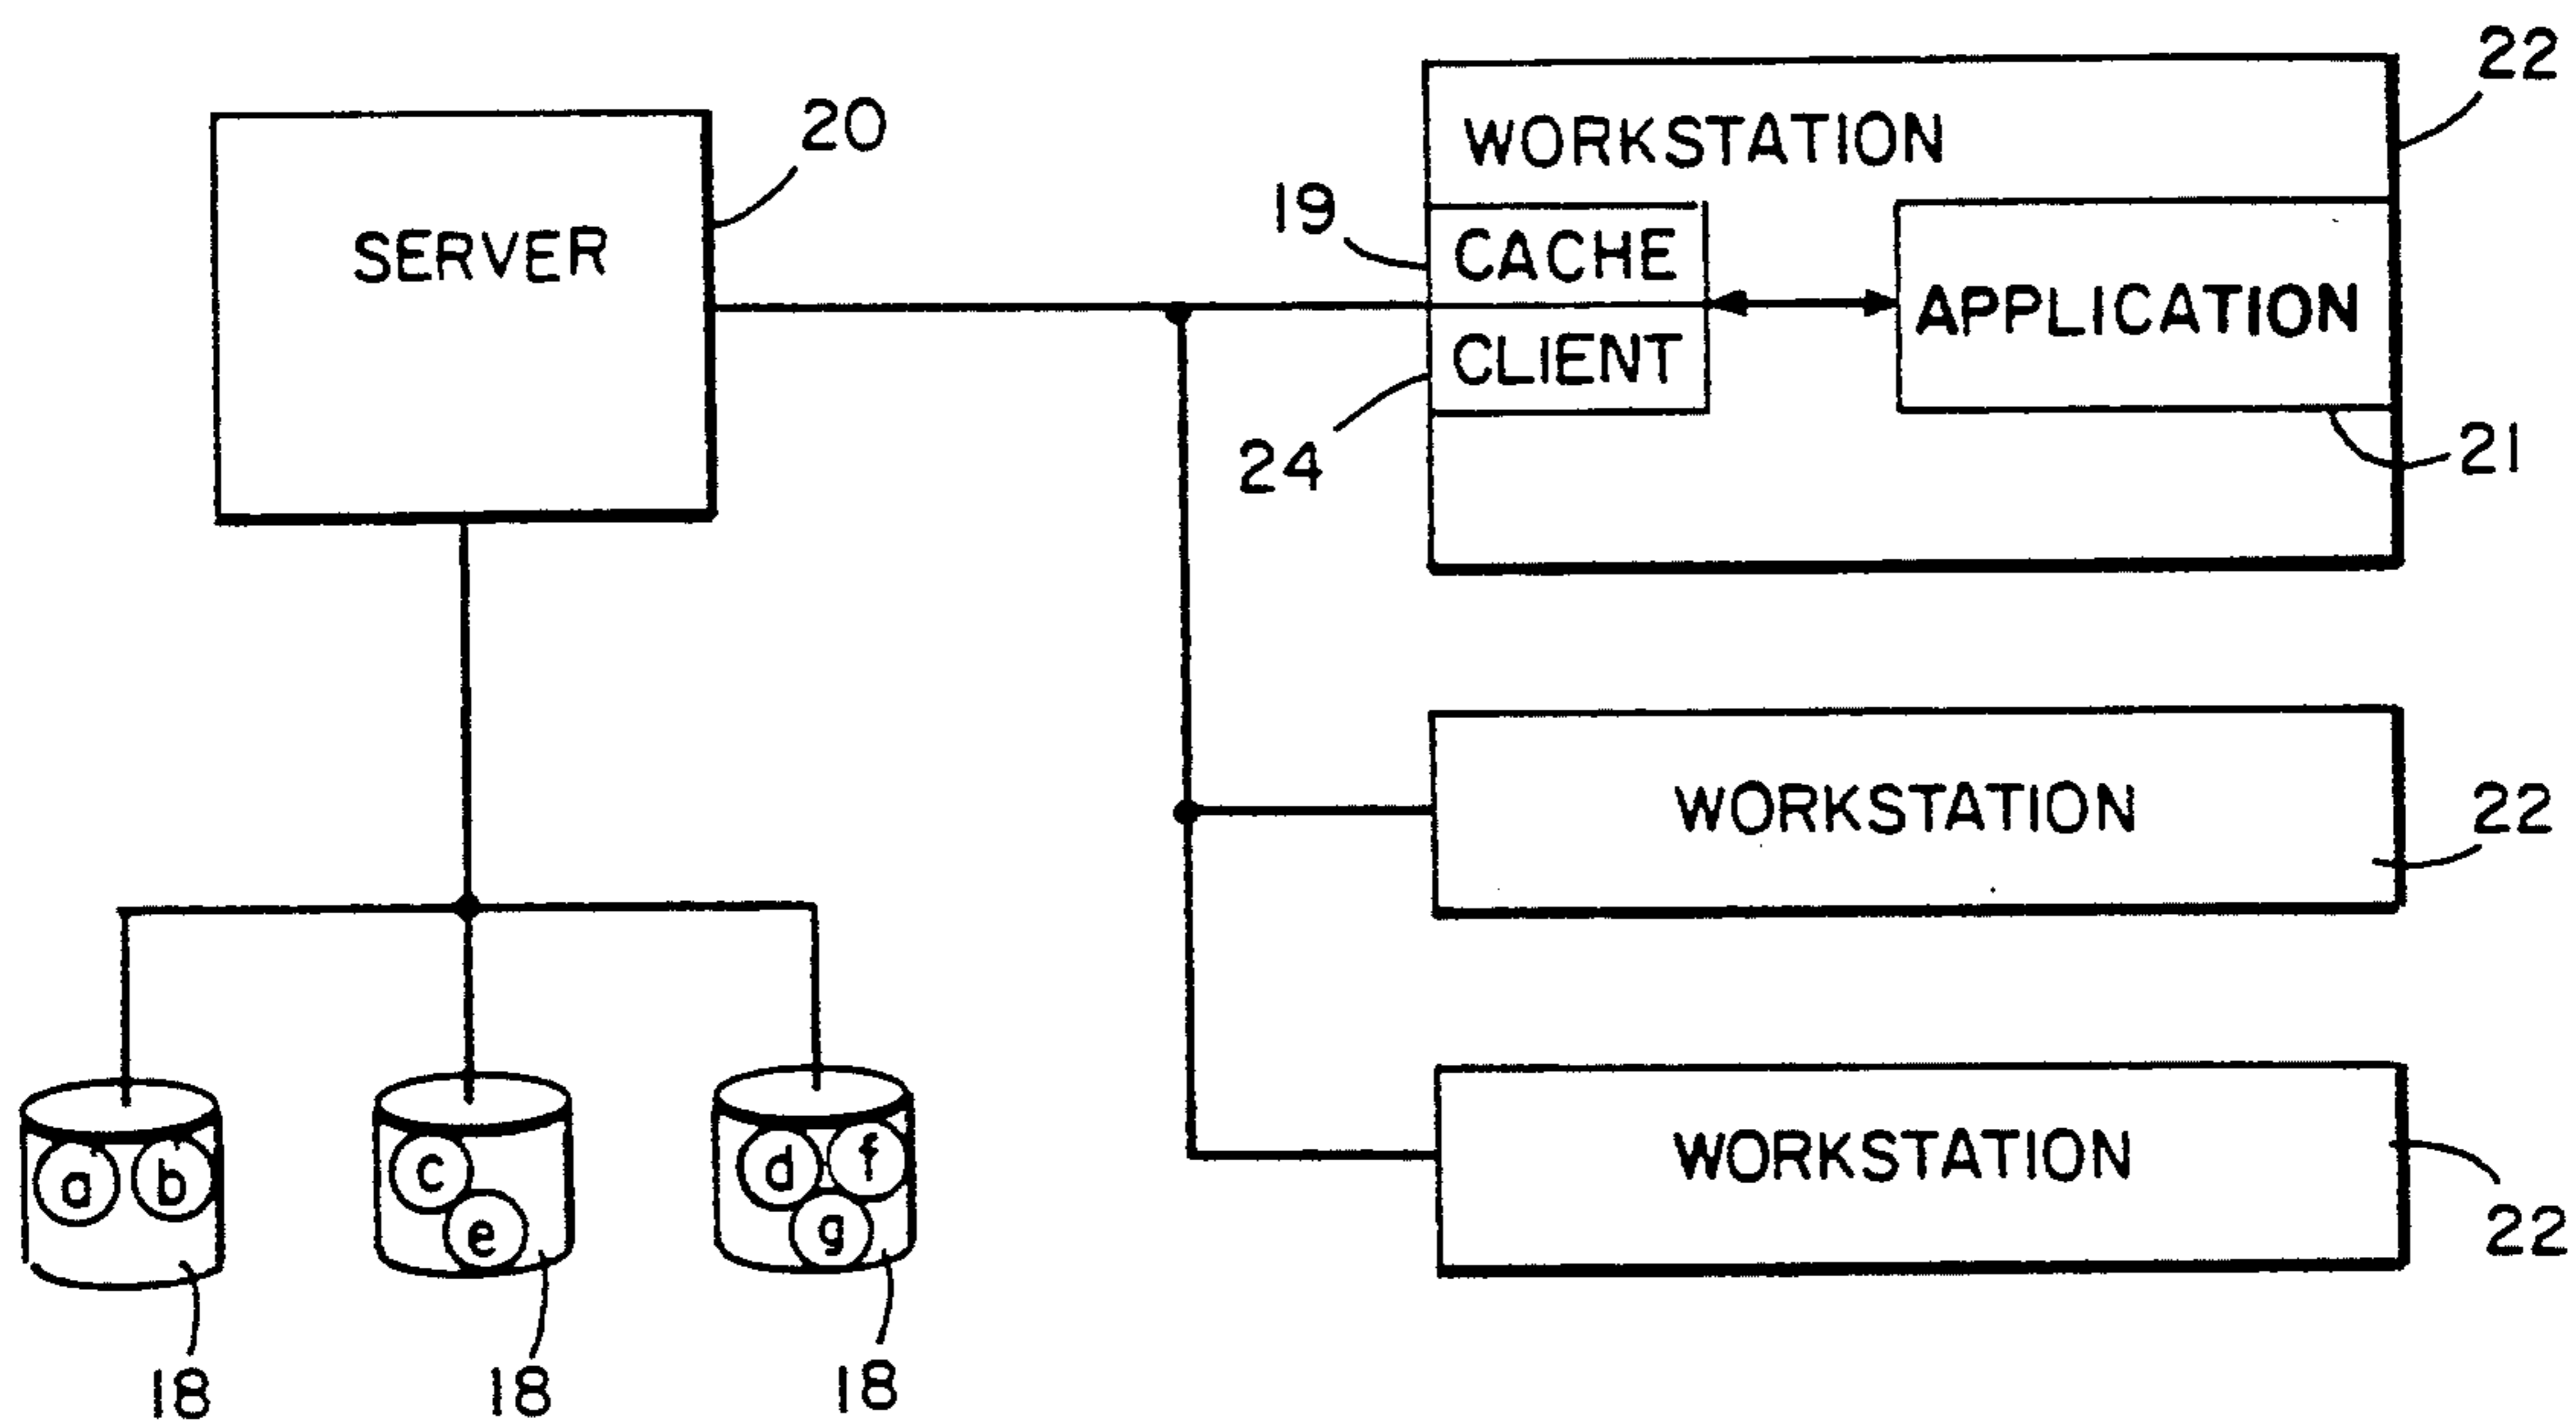 22
WORKSTATION
20
SERVER
19
CACHE
APPLICATION
CLIENT
24
21
WORKSTATION
22
WORKSTATION
22
a b
c
e
d f
g
18
18
18